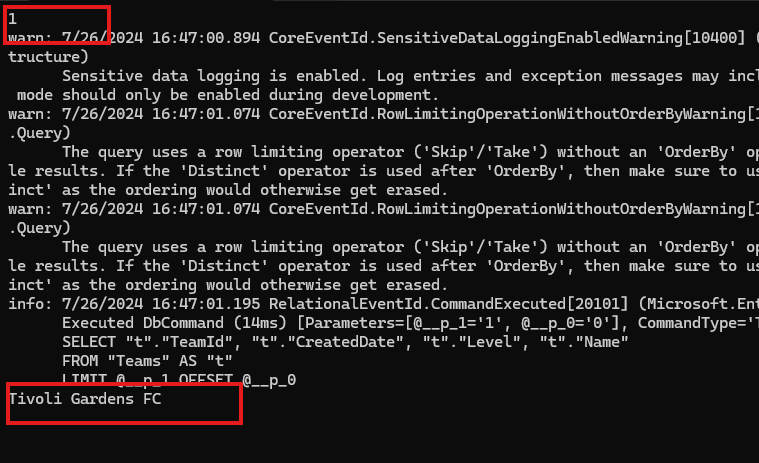 1
warn: 7/26/2024 16:47:00.894 CoreEventId.SensitiveDataLoggingEnabledWarning[10400] (
tructure)
Sensitive data logging is enabled. Log entries and exception messages may incl
mode should only be enabled during development.
warn: 7/26/2024 16:47:01.074 CoreEventId.RowLimitingOperationWithoutOrderByWarning[1
.Query)
The query uses a row limiting operator ('Skip'/'Take') without an 'OrderBy' op
le results. If the 'Distinct' operator is used after 'OrderBy', then make sure to us
inct' as the ordering would otherwise get erased.
warn: 7/26/2024 16:47:01.074 CoreEventId.RowLimitingOperationWithoutOrderByWarning[1
.Query)
The query uses a row limiting operator ('Skip'/'Take') without an 'OrderBy' op
le results. If the 'Distinct' operator is used after 'OrderBy', then make sure to us
inct' as the ordering would otherwise get erased.
info: 7/26/2024 16:47:01.195 RelationalEventId.CommandExecuted[20101] (Microsoft.Ent
Executed DbCommand (14ms) [Parameters=[@__p_1='1', @__p_0='0'], CommandType='T
SELECT "t"."TeamId", "t"."CreatedDate", "t"."Level", "t"."Name"
FROM "Teams" AS "t"
LIMIT @__p_1 OFFSET @__p_0
Tivoli Gardens FC